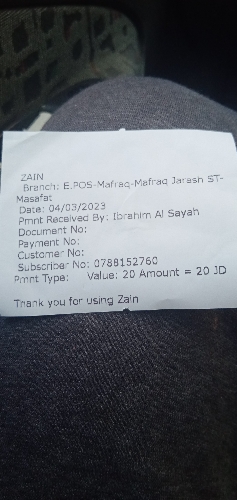 ZAIN
Branch: E.POS-Mafraq-Mafraq Jarash ST-
Masafat
Date: 04/03/2023
Pmnt Received By: Ibrahim Al Sayah
Document No:
Payment No:
Customer No:
Subscriber No: 0788152760
Pmnt Type: Value: 20 Amount = 20 JD
Thank you for using Zain